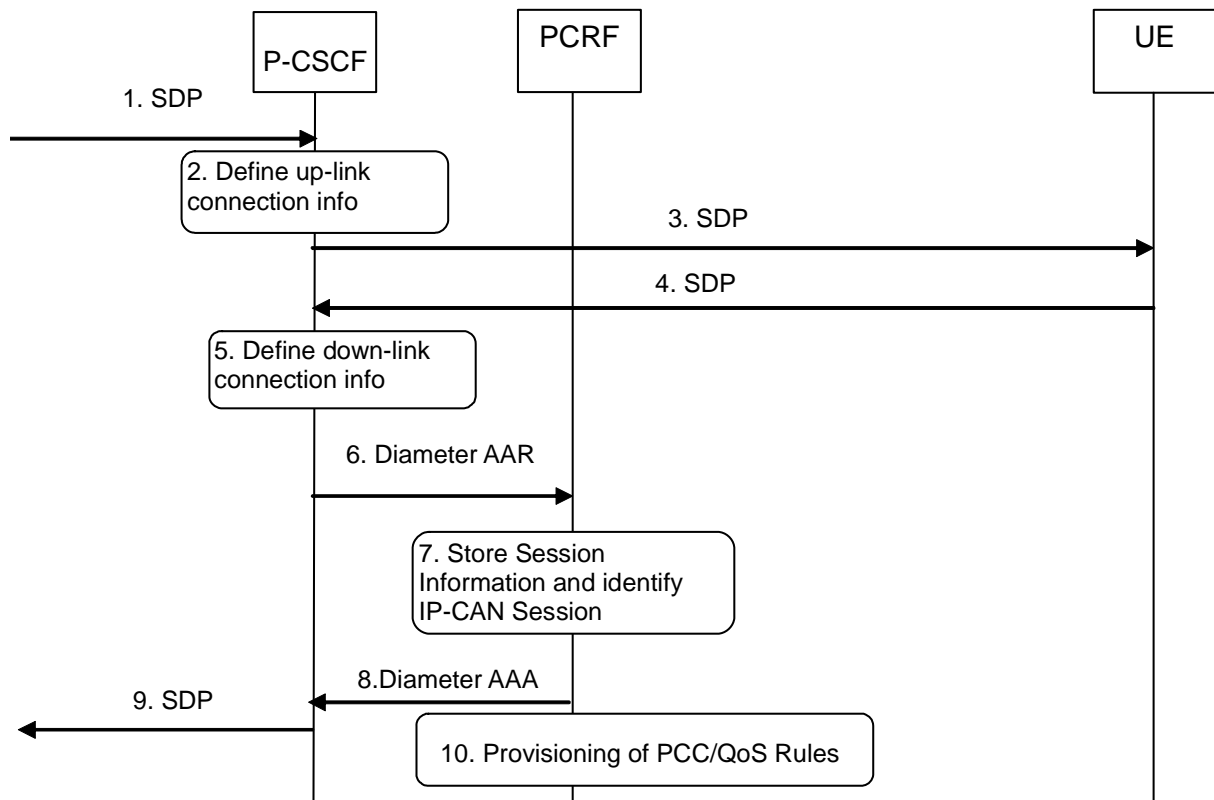 P-CSCF
PCRF
UE
1. SDP
2. Define up-link
connection info
3. SDP
4. SDP
5. Define down-link
connection info
6. Diameter AAR
7. Store Session
Information and identify
IP-CAN Session
8.Diameter AAA
9. SDP
10. Provisioning of PCC/QoS Rules